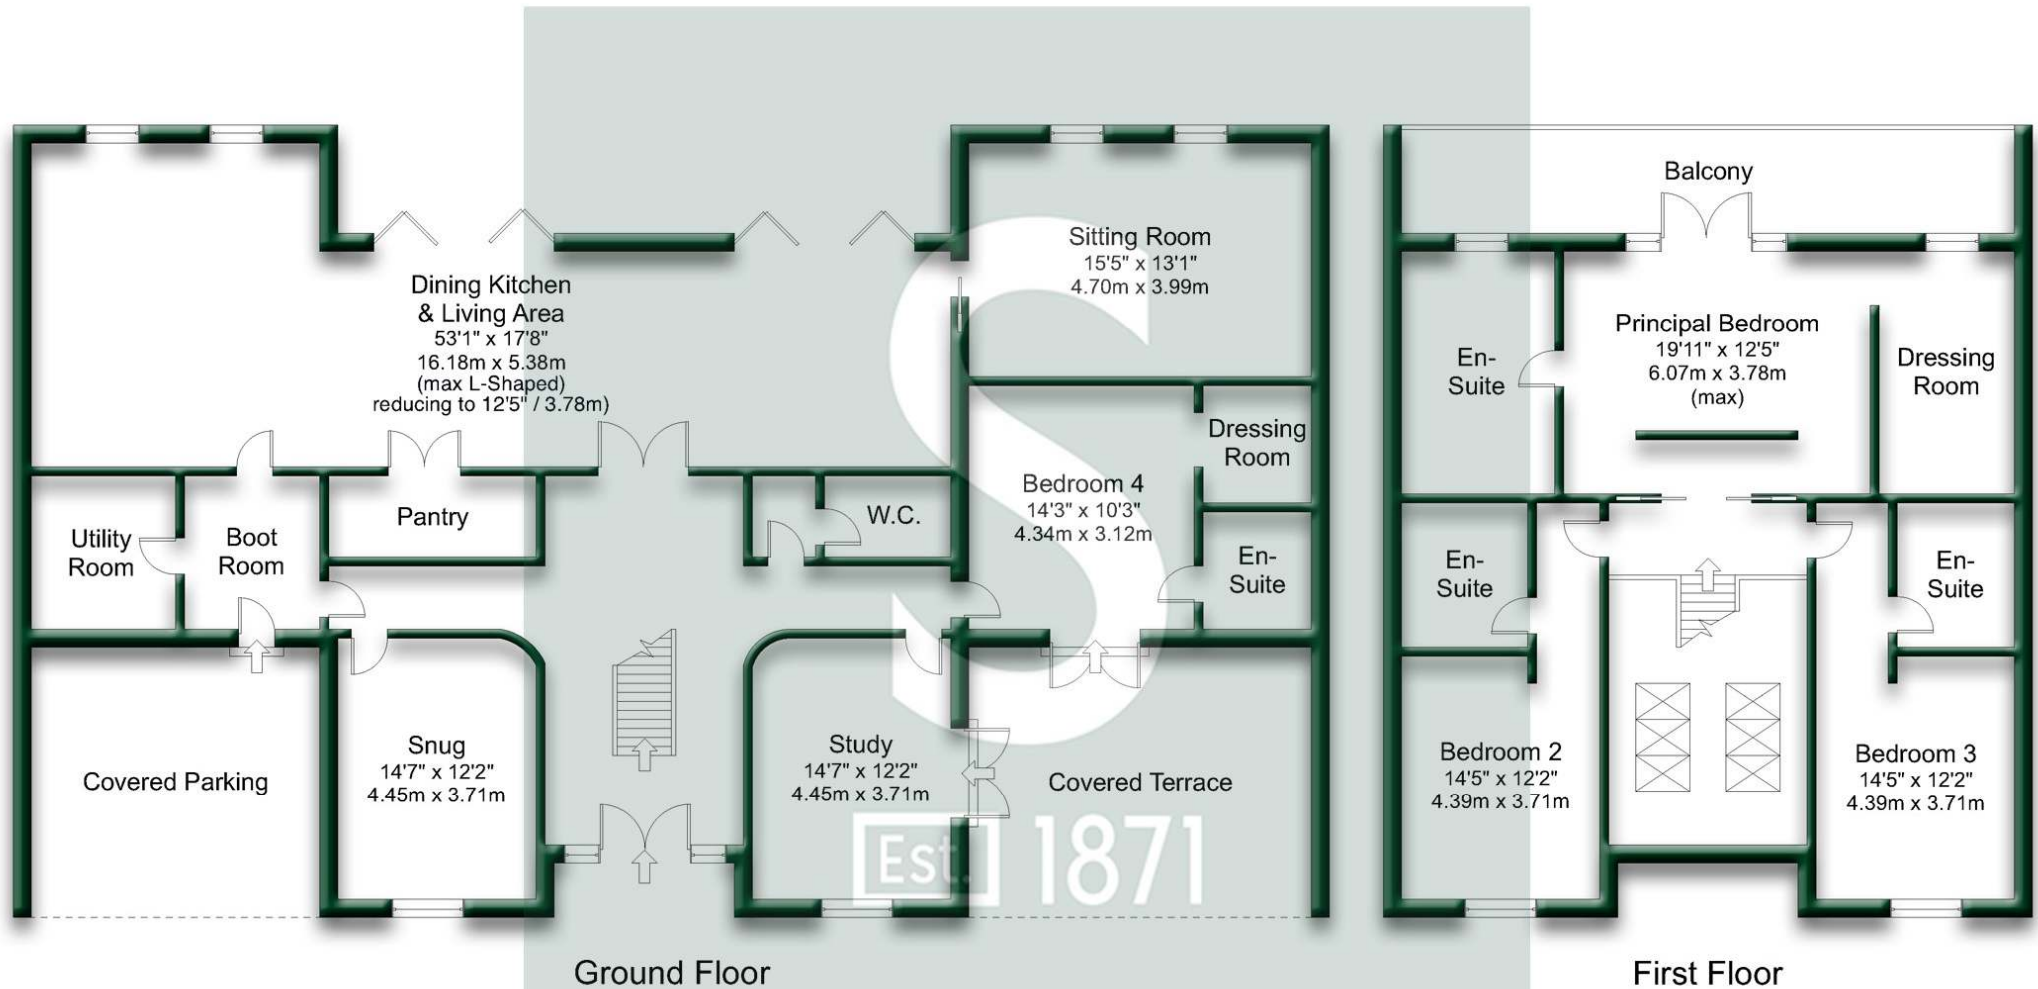 Dining Kitchen
& Living Area
53'1" x 17'8"
16.18m x 5.38m
(max L-Shaped)
reducing to 12'5" / 3.78m)
Sitting Room
15'5" x 13'1"
4.70m x 3.99m
Utility
Room
Boot
Room
Pantry
W.C.
Bedroom 4
14'3" x 10'3"
4.34m x 3.12m
Dressing
Room
En-
Suite
Covered Parking
Snug
14'7" x 12'2"
4.45m x 3.71m
Study
14'7" x 12'2"
4.45m x 3.71m
Covered Terrace
S
Est. 1871
Ground Floor
Balcony
En-
Suite
Principal Bedroom
19'11" x 12'5"
6.07m x 3.78m
(max)
Dressing
Room
En-
Suite
En-
Suite
Bedroom 2
14'5" x 12'2"
4.39m x 3.71m
Bedroom 3
14'5" x 12'2"
4.39m x 3.71m
First Floor